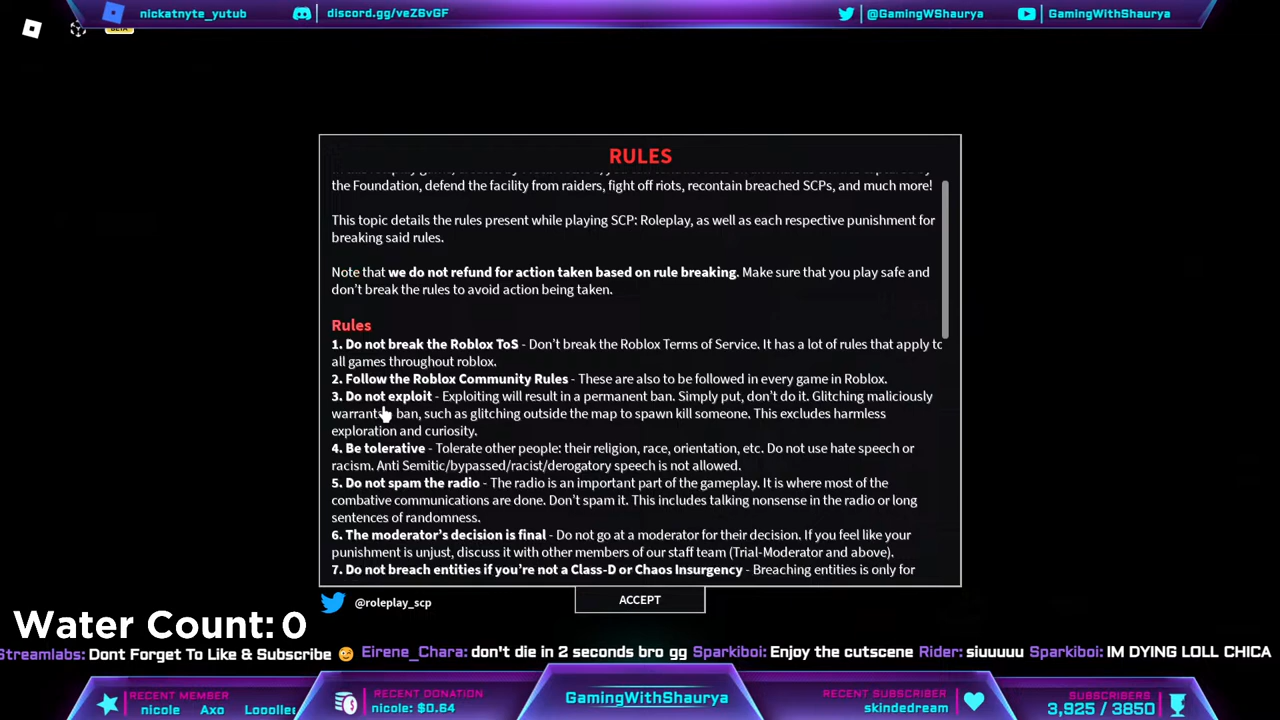 nickatnyte_yutub
discord.gg/veZ6vGF
@GamingWShaurya
GamingWithShaurya
BETA
RULES
the Foundation, defend the facility from raiders, fight off riots, recontain breached SCPs, and much more!
This topic details the rules present while playing SCP: Roleplay, as well as each respective punishment for
breaking said rules.
Note that we do not refund for action taken based on rule breaking. Make sure that you play safe and
don't break the rules to avoid action being taken.
Rules
1. Do not break the Roblox ToS - Don't break the Roblox Terms of Service. It has a lot of rules that apply to
all games throughout roblox.
2. Follow the Roblox Community Rules - These are also to be followed in every game in Roblox.
3. Do not exploit - Exploiting will result in a permanent ban. Simply put, don't do it. Glitching maliciously
warrants ban, such as glitching outside the map to spawn kill someone. This excludes harmless
exploration and curiosity.
4. Be tolerative - Tolerate other people: their religion, race, orientation, etc. Do not use hate speech or
racism. Anti Semitic/bypassed/racist/derogatory speech is not allowed.
5. Do not spam the radio - The radio is an important part of the gameplay. It is where most of the
combative communications are done. Don't spam it. This includes talking nonsense in the radio or long
sentences of randomness.
6. The moderator's decision is final - Do not go at a moderator for their decision. If you feel like your
punishment is unjust, discuss it with other members of our staff team (Trial-Moderator and above).
7. Do not breach entities if you're not a Class-D or Chaos Insurgency - Breaching entities is only for
@roleplay_scp
ACCEPT
Water Count: 0
Streamlabs: Dont Forget To Like & Subscribe 😉 Eirene_Chara: don't die in 2 seconds bro gg Sparkiboi: Enjoy the cutscene Rider: siuuuuu Sparkiboi: IM DYING LOLL CHICA
RECENT MEMBER
nicole Axo Looolle
RECENT DONATION
nicole: $0.64
GamingWithShaurya
RECENT SUBSCRIBER
skindedream
SUBSCRIBERS
3,925 / 3850